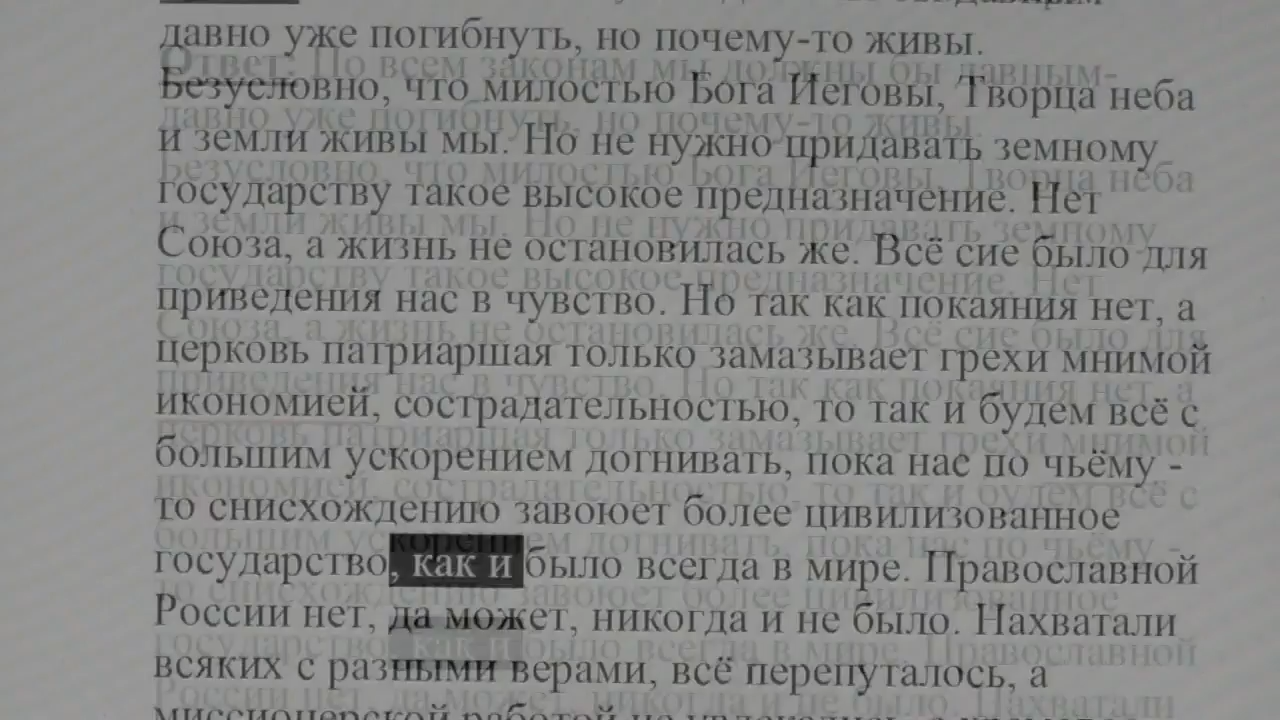 давно уже погибнуть, но почему-то живы.
Безусловно, что милостью Бога Иеговы, Творца неба
и земли живы мы. Но не нужно придавать земному
государству такое высокое предназначение. Нет
Союза, а жизнь не остановилась же. Всё сие было для
приведения нас в чувство. Но так как покаяния нет, а
церковь патриаршая только замазывает грехи мнимой
икономией, сострадательностью, то так и будем всё с
большим ускорением догнивать, пока нас по чьёму -
то снисхождению завоюет более цивилизованное
государство, как и было всегда в мире. Православной
России нет, да может, никогда и не было. Нахватали
всяких с разными верами, всё перепуталось, а
миссионерской работой не